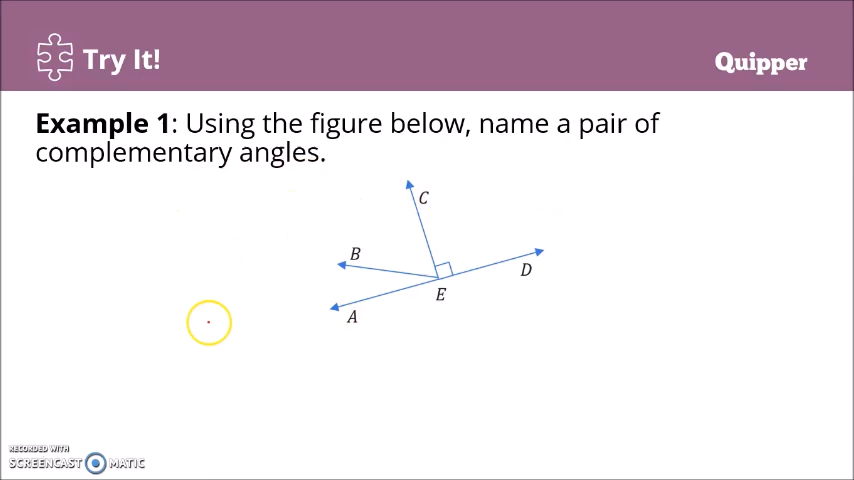 Try It!
Quipper
Example 1: Using the figure below, name a pair of
complementary angles.
C
B
D
E
A
RECORDED WITH
SCREENCAST MATIC